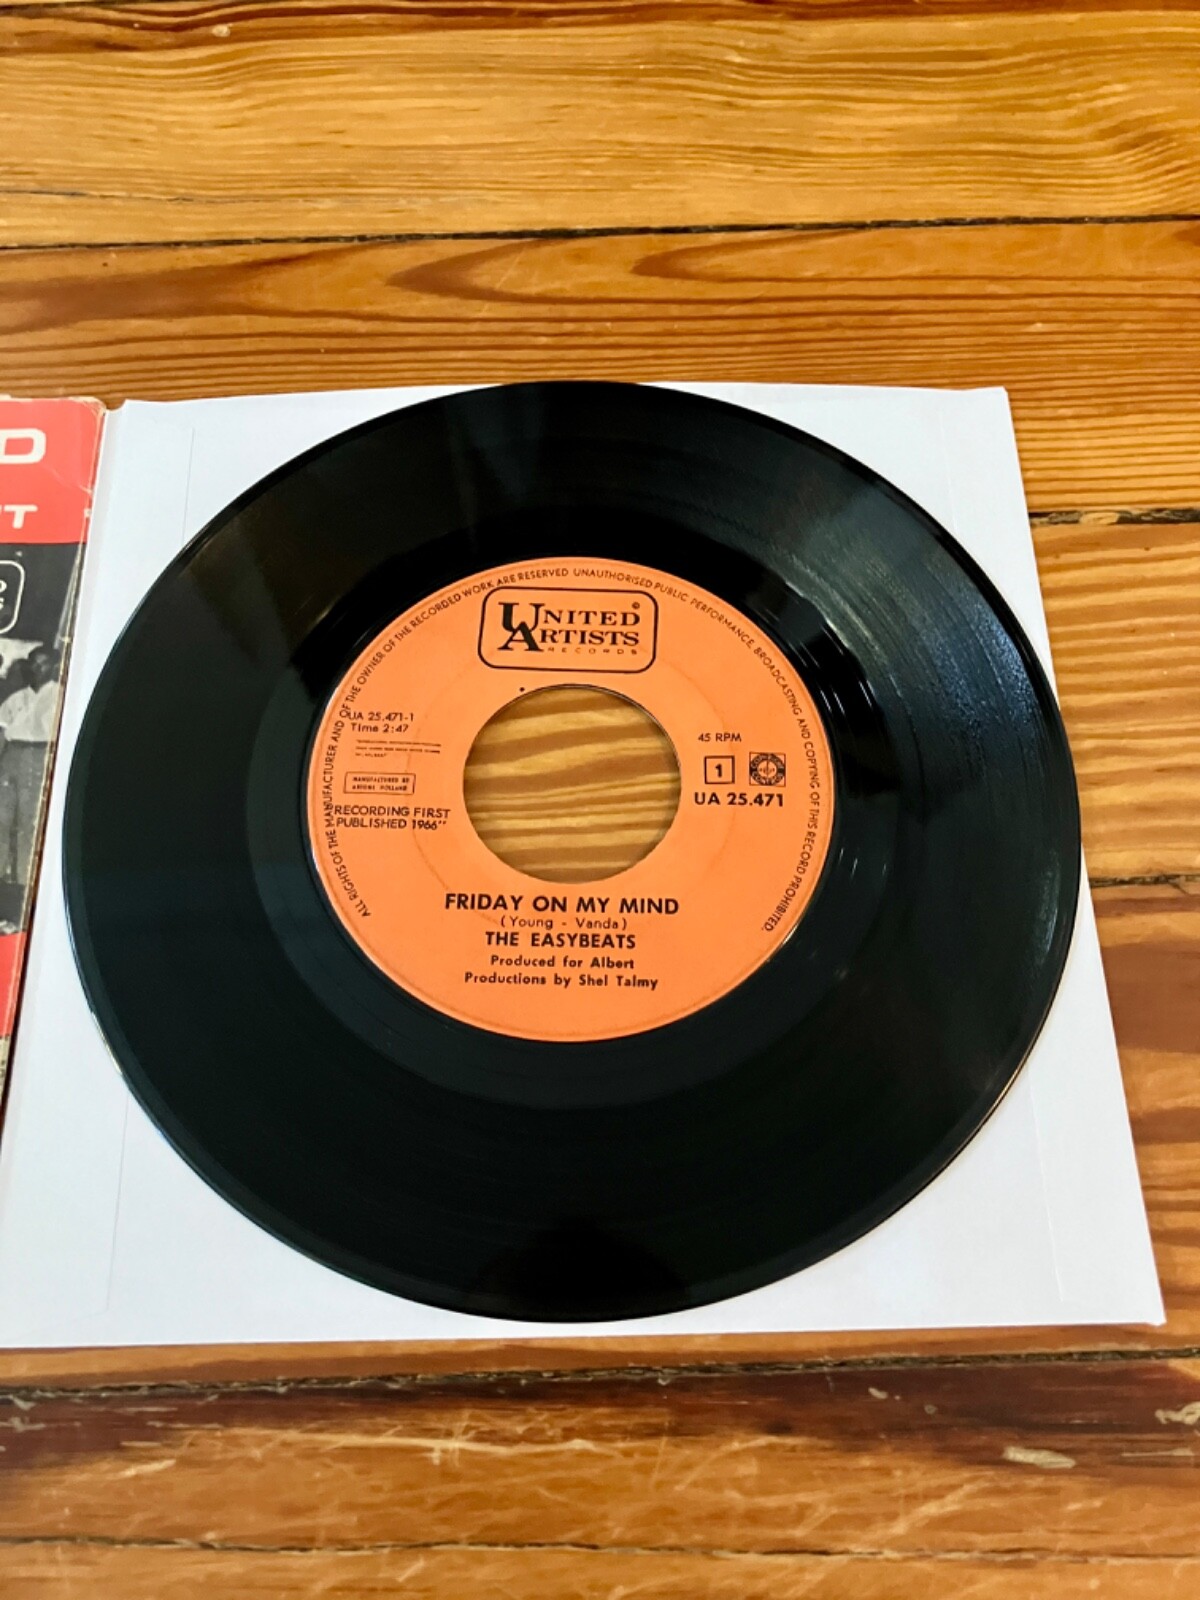 D
IT
ALL RIGHTS OF THE MANUFACTURER AND OF THE OWNER OF THE RECORDED WORK ARE RESERVED UNAUTHORISED PUBLIC PERFORMANCE, BROADCASTING AND COPYING OF THIS RECORD PROHIBITED.
UNITED
ARTISTS
RECORDS
UA 25.471-1
Time 2:47
MANUFACTURED BY
ARIONE HOLLAND
"RECORDING FIRST
PUBLISHED 1966"
45 RPM
1
UA 25.471
FRIDAY ON MY MIND
(Young - Vanda)
THE EASYBEATS
Produced for Albert
Productions by Shel Talmy